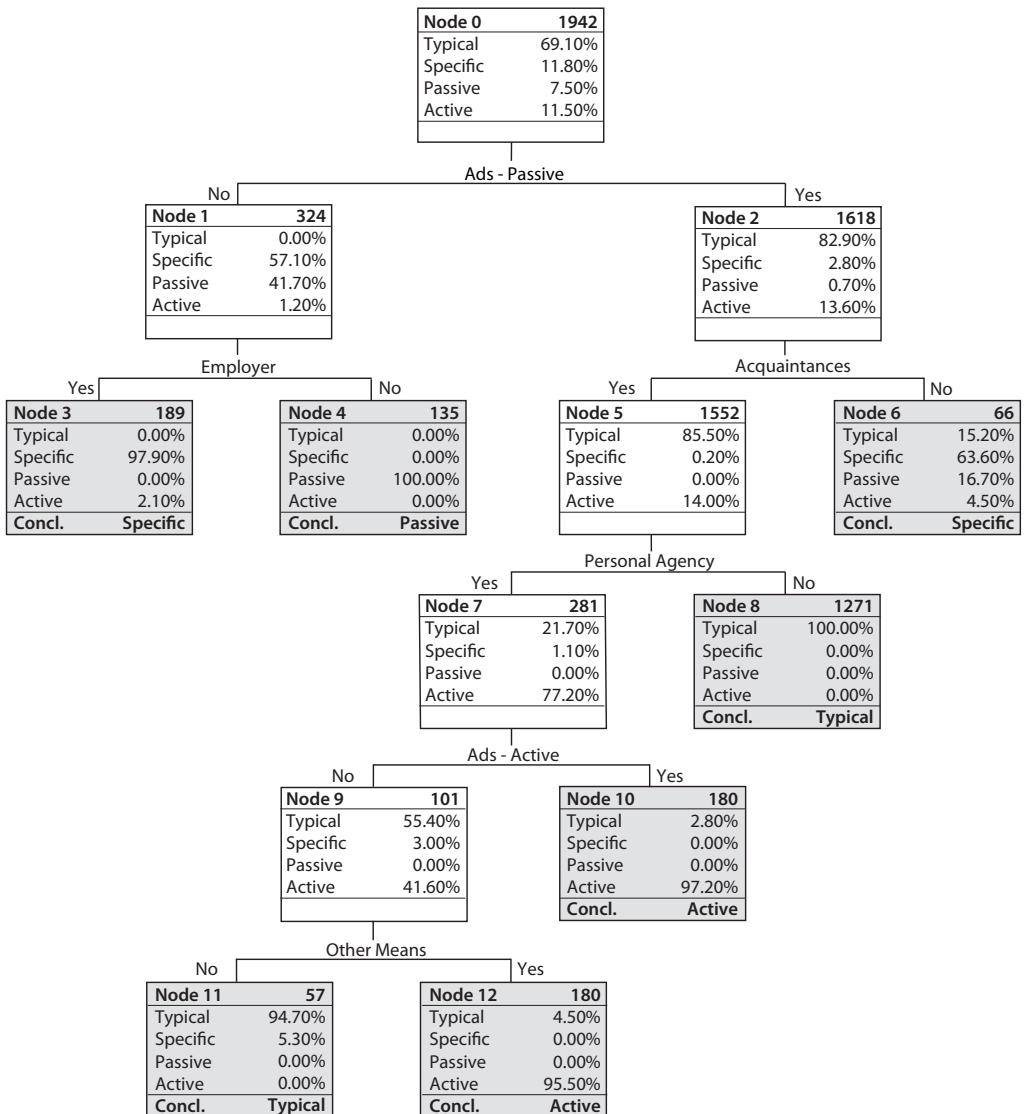 Node 0 1942
Typical 69.10%
Specific 11.80%
Passive 7.50%
Active 11.50%
Ads - Passive
No
Yes
Node 1 324
Typical 0.00%
Specific 57.10%
Passive 41.70%
Active 1.20%
Node 2 1618
Typical 82.90%
Specific 2.80%
Passive 0.70%
Active 13.60%
Employer
Yes
No
Acquaintances
Yes
No
Node 3 189
Typical 0.00%
Specific 97.90%
Passive 0.00%
Active 2.10%
Concl. Specific
Node 4 135
Typical 0.00%
Specific 0.00%
Passive 100.00%
Active 0.00%
Concl. Passive
Node 5 1552
Typical 85.50%
Specific 0.20%
Passive 0.00%
Active 14.00%
Node 6 66
Typical 15.20%
Specific 63.60%
Passive 16.70%
Active 4.50%
Concl. Specific
Personal Agency
Yes
No
Node 7 281
Typical 21.70%
Specific 1.10%
Passive 0.00%
Active 77.20%
Node 8 1271
Typical 100.00%
Specific 0.00%
Passive 0.00%
Active 0.00%
Concl. Typical
Ads - Active
No
Yes
Node 9 101
Typical 55.40%
Specific 3.00%
Passive 0.00%
Active 41.60%
Node 10 180
Typical 2.80%
Specific 0.00%
Passive 0.00%
Active 97.20%
Concl. Active
Other Means
No
Yes
Node 11 57
Typical 94.70%
Specific 5.30%
Passive 0.00%
Active 0.00%
Concl. Typical
Node 12 180
Typical 4.50%
Specific 0.00%
Passive 0.00%
Active 95.50%
Concl. Active